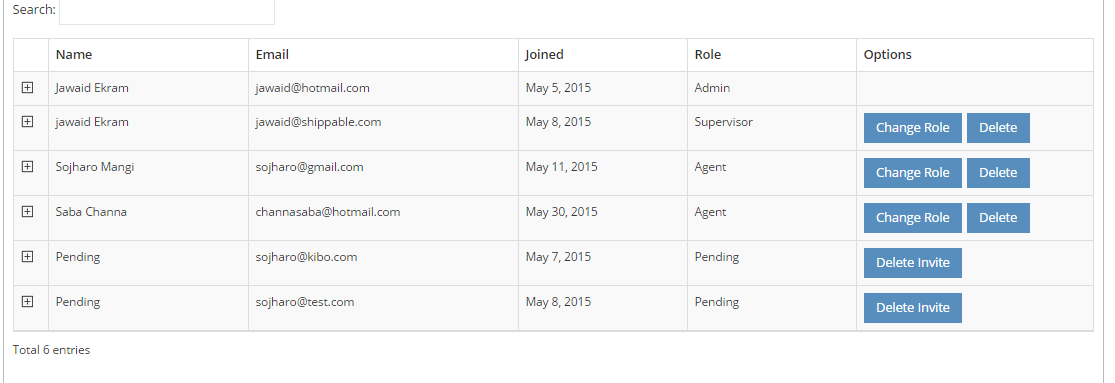 Search:
Name Email Joined Role Options
Jawaid Ekram jawaid@hotmail.com May 5, 2015 Admin
jawaid Ekram jawaid@shippable.com May 8, 2015 Supervisor Change Role Delete
Sojharo Mangi sojharo@gmail.com May 11, 2015 Agent Change Role Delete
Saba Channa channasaba@hotmail.com May 30, 2015 Agent Change Role Delete
Pending sojharo@kibo.com May 7, 2015 Pending Delete Invite
Pending sojharo@test.com May 8, 2015 Pending Delete Invite
Total 6 entries